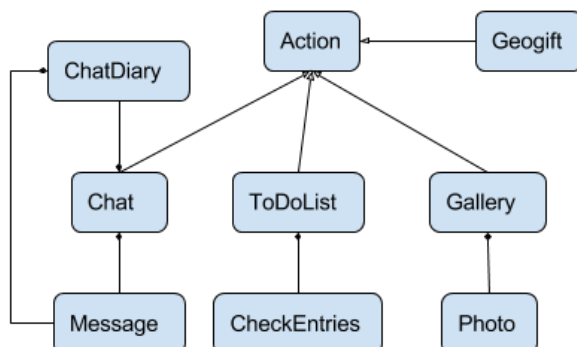 Action
Geogift
ChatDiary
Chat
ToDoList
Gallery
Message
CheckEntries
Photo